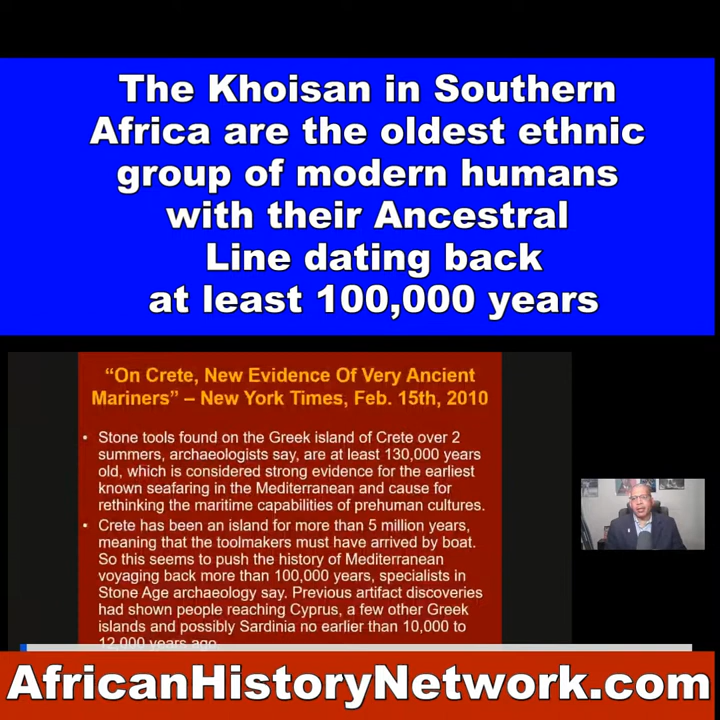 The Khoisan in Southern
Africa are the oldest ethnic
group of modern humans
with their Ancestral
Line dating back
at least 100,000 years
“On Crete, New Evidence Of Very Ancient
Mariners” – New York Times, Feb. 15th, 2010
• Stone tools found on the Greek island of Crete over 2
summers, archaeologists say, are at least 130,000 years
old, which is considered strong evidence for the earliest
known seafaring in the Mediterranean and cause for
rethinking the maritime capabilities of prehuman cultures.
• Crete has been an island for more than 5 million years,
meaning that the toolmakers must have arrived by boat.
So this seems to push the history of Mediterranean
voyaging back more than 100,000 years, specialists in
Stone Age archaeology say. Previous artifact discoveries
had shown people reaching Cyprus, a few other Greek
islands and possibly Sardinia no earlier than 10,000 to
12,000 years ago.
AfricanHistoryNetwork.com